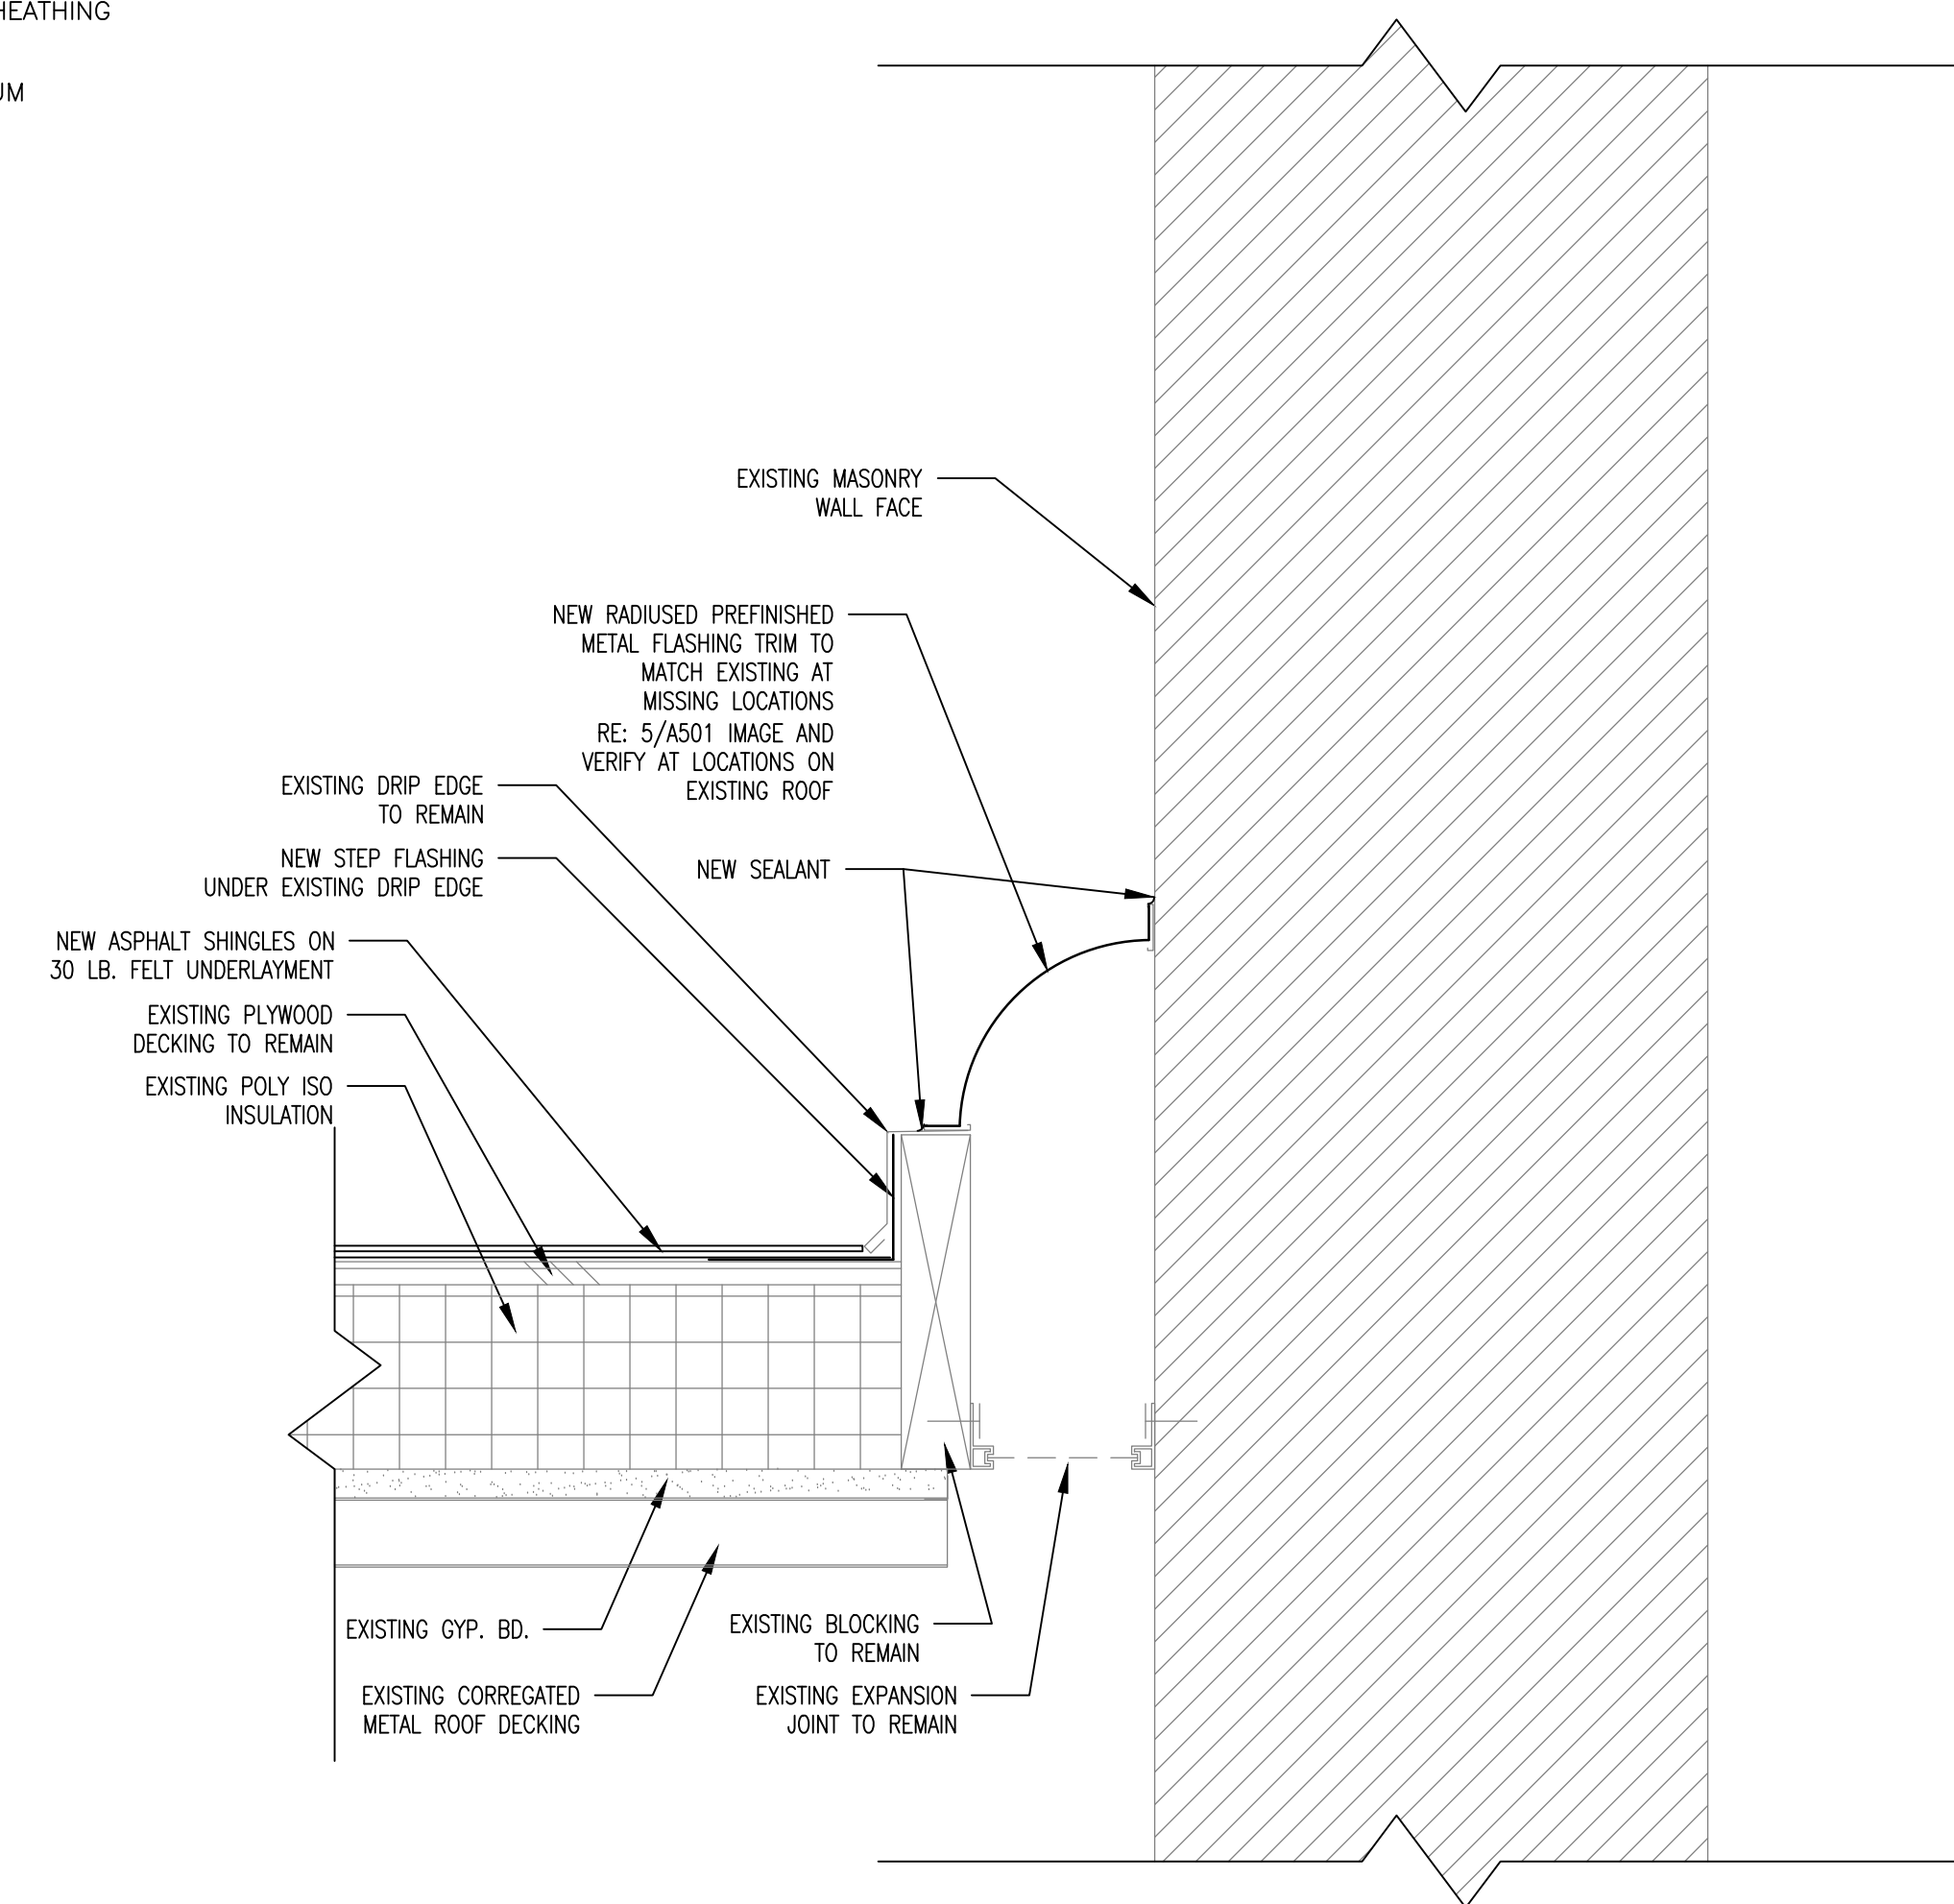 EXISTING MASONRY
WALL FACE
NEW RADIUSED PREFINISHED
METAL FLASHING TRIM TO
MATCH EXISTING AT
MISSING LOCATIONS
RE: 5/A501 IMAGE AND
VERIFY AT LOCATIONS ON
EXISTING ROOF
EXISTING DRIP EDGE
TO REMAIN
NEW STEP FLASHING
UNDER EXISTING DRIP EDGE
NEW SEALANT
NEW ASPHALT SHINGLES ON
30 LB. FELT UNDERLAYMENT
EXISTING PLYWOOD
DECKING TO REMAIN
EXISTING POLY ISO
INSULATION
EXISTING GYP. BD.
EXISTING CORREGATED
METAL ROOF DECKING
EXISTING BLOCKING
TO REMAIN
EXISTING EXPANSION
JOINT TO REMAIN